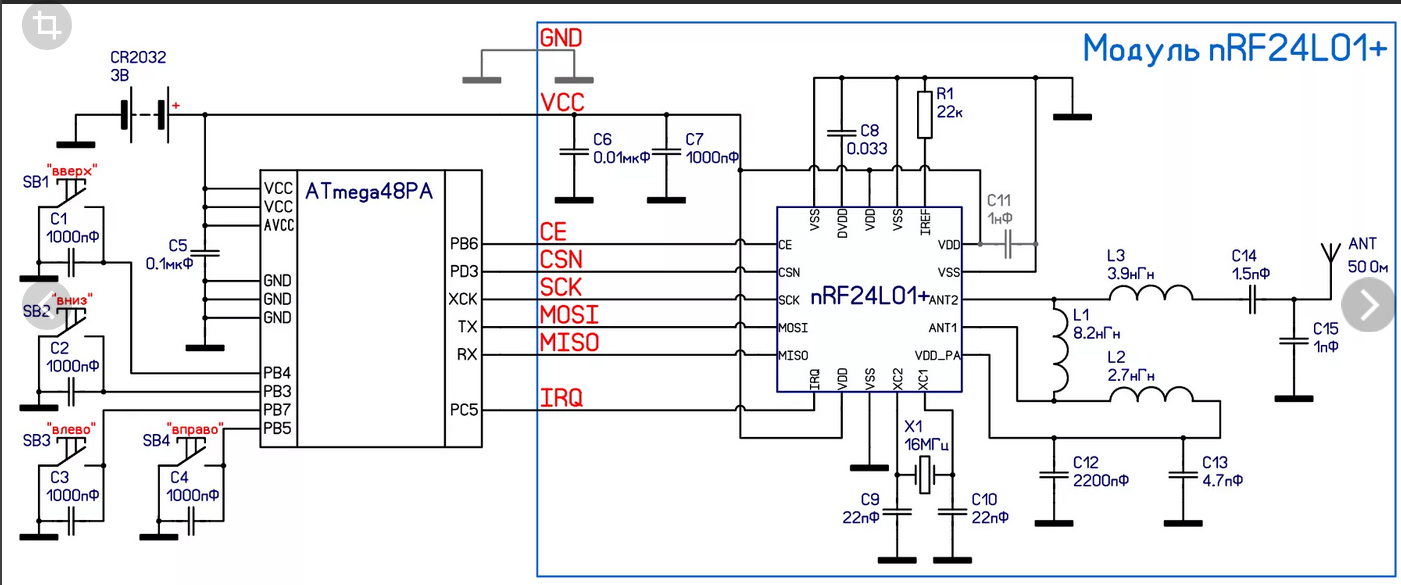 Модуль nRF24L01+
GND
VCC
CR2032
3В
+
"вверх"
SB1
C1
1000пФ
"вниз"
SB2
C2
1000пФ
"влево"
SB3
C3
1000пФ
"вправо"
SB4
C4
1000пФ
C5
0.1мкФ
ATmega48PA
VCC
VCC
AVCC
GND
GND
GND
PB4
PB3
PB7
PB5
PB6
PD3
XCK
TX
RX
PC5
CE
CSN
SCK
MOSI
MISO
IRQ
C6
0.01мкФ
C7
1000пФ
C8
0.033
R1
22к
C11
1нФ
nRF24L01+
VSS
DVDD
VDD
VSS
IREF
CE
CSN
SCK
MOSI
MISO
VDD
VSS
ANT2
ANT1
VDD_PA
IRQ
VDD
VSS
XC2
XC1
X1
16МГц
C9
22пФ
C10
22пФ
L3
3.9нГн
L1
8.2нГн
L2
2.7нГн
C14
1.5пФ
ANT
50 Ом
C15
1пФ
C12
2200пФ
C13
4.7пФ